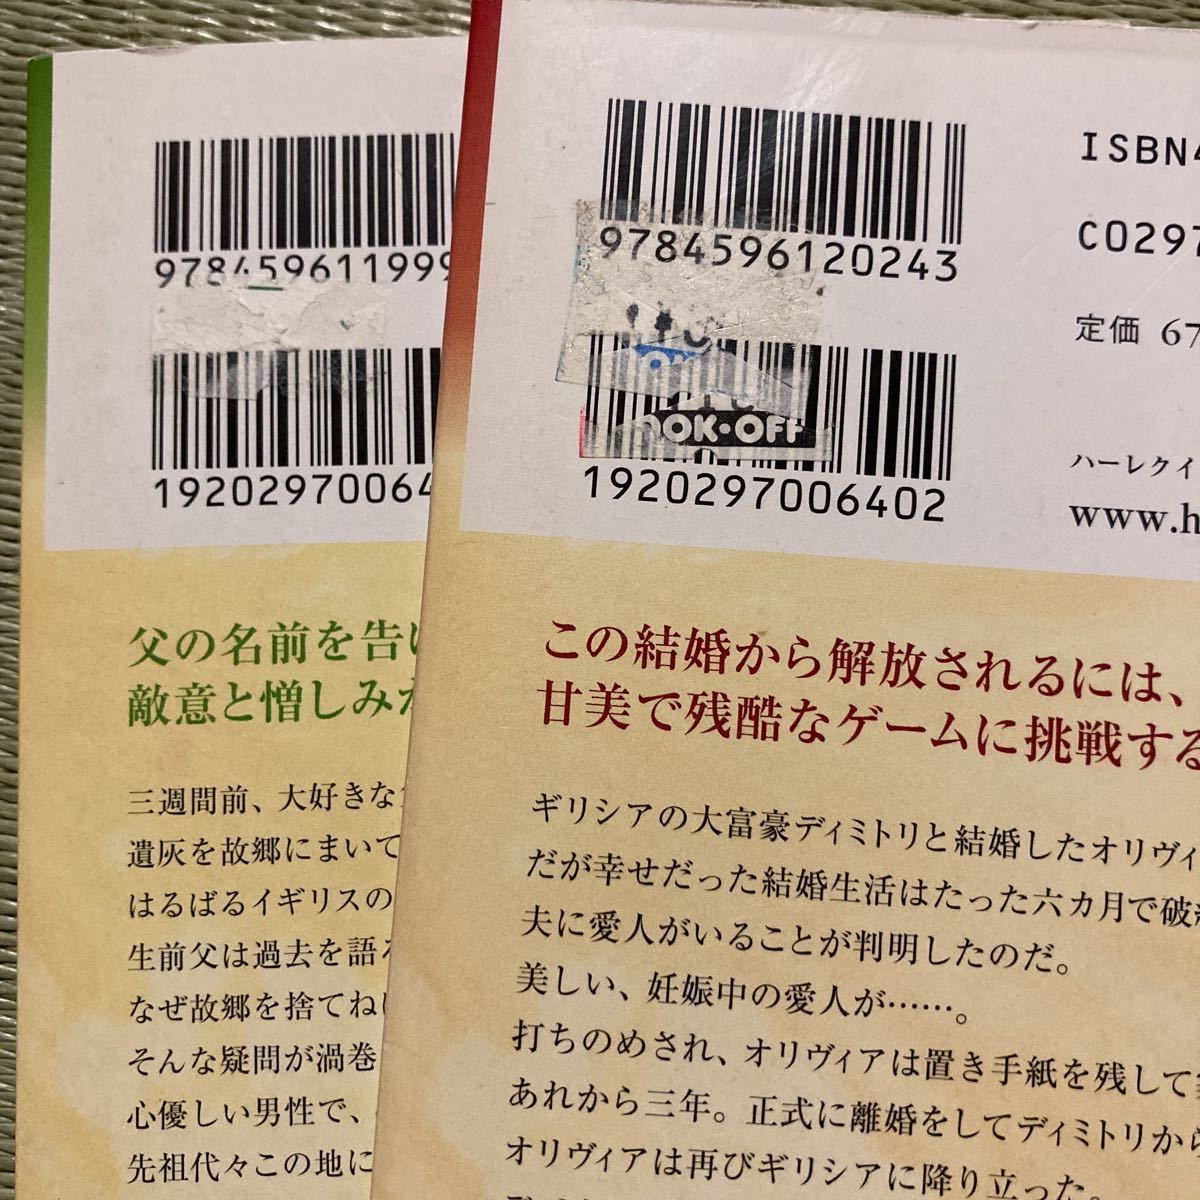 978459611999
19202970064
父の名前を告
敵意と憎しみ
三週間前、大好きな
遺灰を故郷にまいて
はるばるイギリスの
生前父は過去を語
なぜ故郷を捨てね
そんな疑問が渦巻
心優しい男性で、
先祖代々この地に
9784596120243
OOK・OFF
1920297006402
ISBN4
C0297
定価 67
ハーレクイ
www.h
この結婚から解放されるには、
甘美で残酷なゲームに挑戦する
ギリシアの大富豪ディミトリと結婚したオリヴィ
だが幸せだった結婚生活はたった六カ月で破
夫に愛人がいることが判明したのだ。
美しい、妊娠中の愛人が……。
打ちのめされ、オリヴィアは置き手紙を残して
あれから三年。正式に離婚をしてディミトリから
オリヴィアは再びギリシアに降り立った。